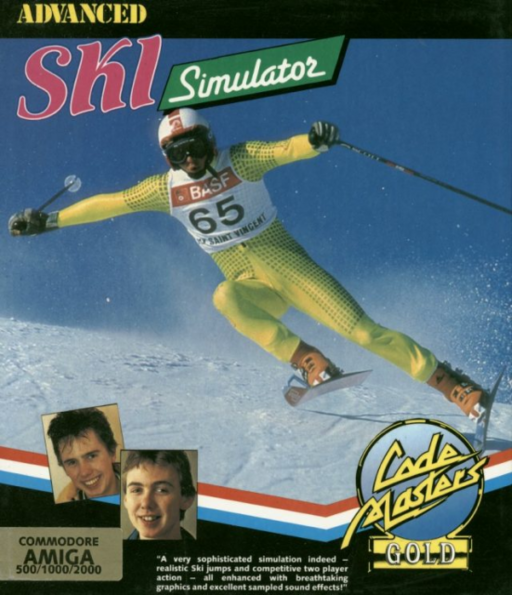 ADVANCED
Ski
Simulator
BASF
65
SAINT VINCENT
Code
Masters
GOLD
COMMODORE
AMIGA
500/1000/2000
"A very sophisticated simulation indeed –
realistic Ski jumps and competitive two player
action – all enhanced with breathtaking
graphics and excellent sampled sound effects!"